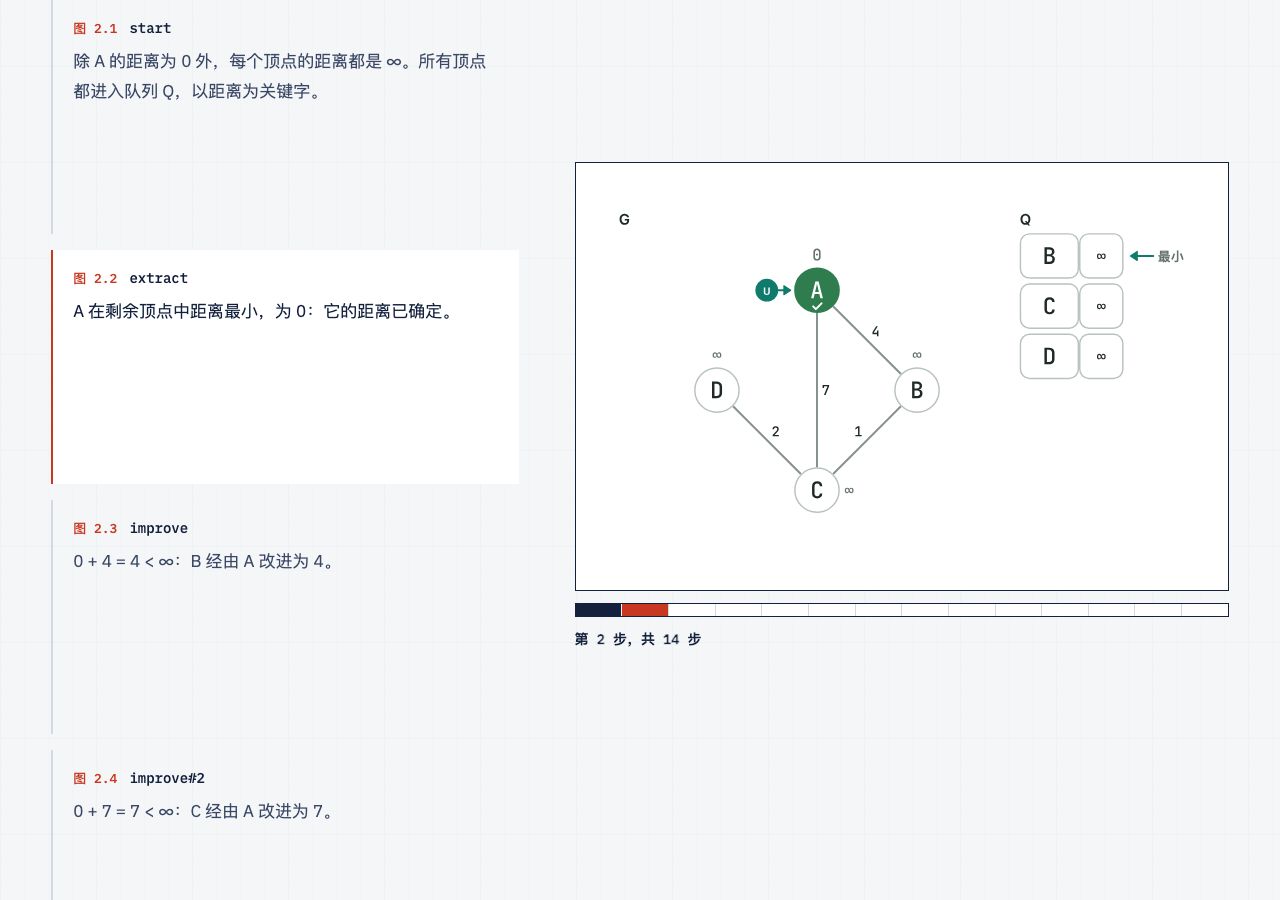 图 2.1 start
除 A 的距离为 0 外，每个顶点的距离都是 ∞。所有顶点
都进入队列 Q，以距离为关键字。
图 2.2 extract
A 在剩余顶点中距离最小，为 0：它的距离已确定。
图 2.3 improve
0 + 4 = 4 < ∞：B 经由 A 改进为 4。
图 2.4 improve#2
0 + 7 = 7 < ∞：C 经由 A 改进为 7。
G
0
U
A
4
∞
∞
D
7
B
2
1
C
∞
Q
B ∞ 最小
C ∞
D ∞
第 2 步，共 14 步